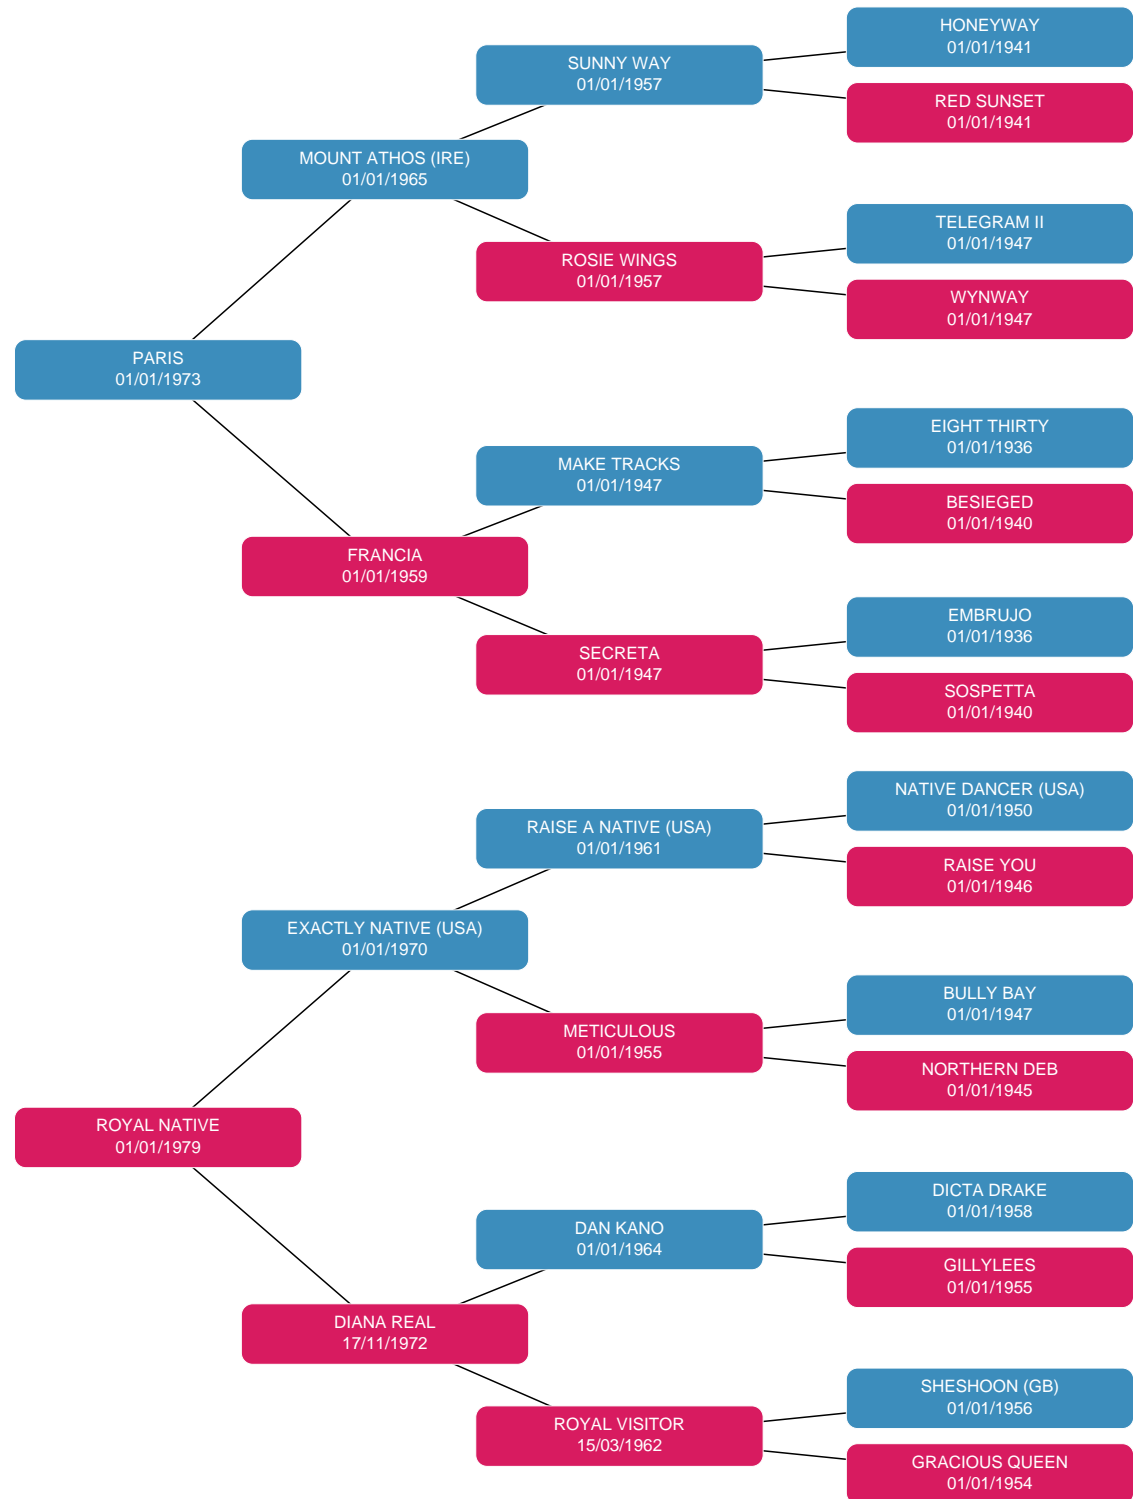 HONEYWAY
01/01/1941
SUNNY WAY
01/01/1957
RED SUNSET
01/01/1941
MOUNT ATHOS (IRE)
01/01/1965
TELEGRAM II
01/01/1947
ROSIE WINGS
01/01/1957
WYNWAY
01/01/1947
PARIS
01/01/1973
EIGHT THIRTY
01/01/1936
MAKE TRACKS
01/01/1947
BESIEGED
01/01/1940
FRANCIA
01/01/1959
EMBRUJO
01/01/1936
SECRETA
01/01/1947
SOSPETTA
01/01/1940
NATIVE DANCER (USA)
01/01/1950
RAISE A NATIVE (USA)
01/01/1961
RAISE YOU
01/01/1946
EXACTLY NATIVE (USA)
01/01/1970
BULLY BAY
01/01/1947
METICULOUS
01/01/1955
NORTHERN DEB
01/01/1945
ROYAL NATIVE
01/01/1979
DICTA DRAKE
01/01/1958
DAN KANO
01/01/1964
GILLYLEES
01/01/1955
DIANA REAL
17/11/1972
SHESHOON (GB)
01/01/1956
ROYAL VISITOR
15/03/1962
GRACIOUS QUEEN
01/01/1954